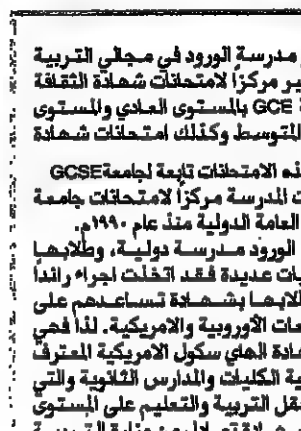 مدرسة الورود في مجالي التربية
ير مركزا لامتحانات شهادة الثقافة
GCE بالمستوى العادي والمستوى
المتوسط وكذلك امتحانات شهادة
ذه الامتحانات تابعة لجامعة GCSE
ت المدرسة مركزا لامتحانات جامعة
العامة الدولية منذ عام ١٩٩٠م.
الورود مدرسة دولية، وطلابها
يات عديدة فقد اتخذت اجراء رائدا
لابها بشهادة تساعدهم على
عات الأوروبية والامريكية. لذا فهي
هادة الهاي سكول الامريكية المعترف
ية الكليات والمدارس الثانوية والتي
قل التربية والتعليم على المستوى